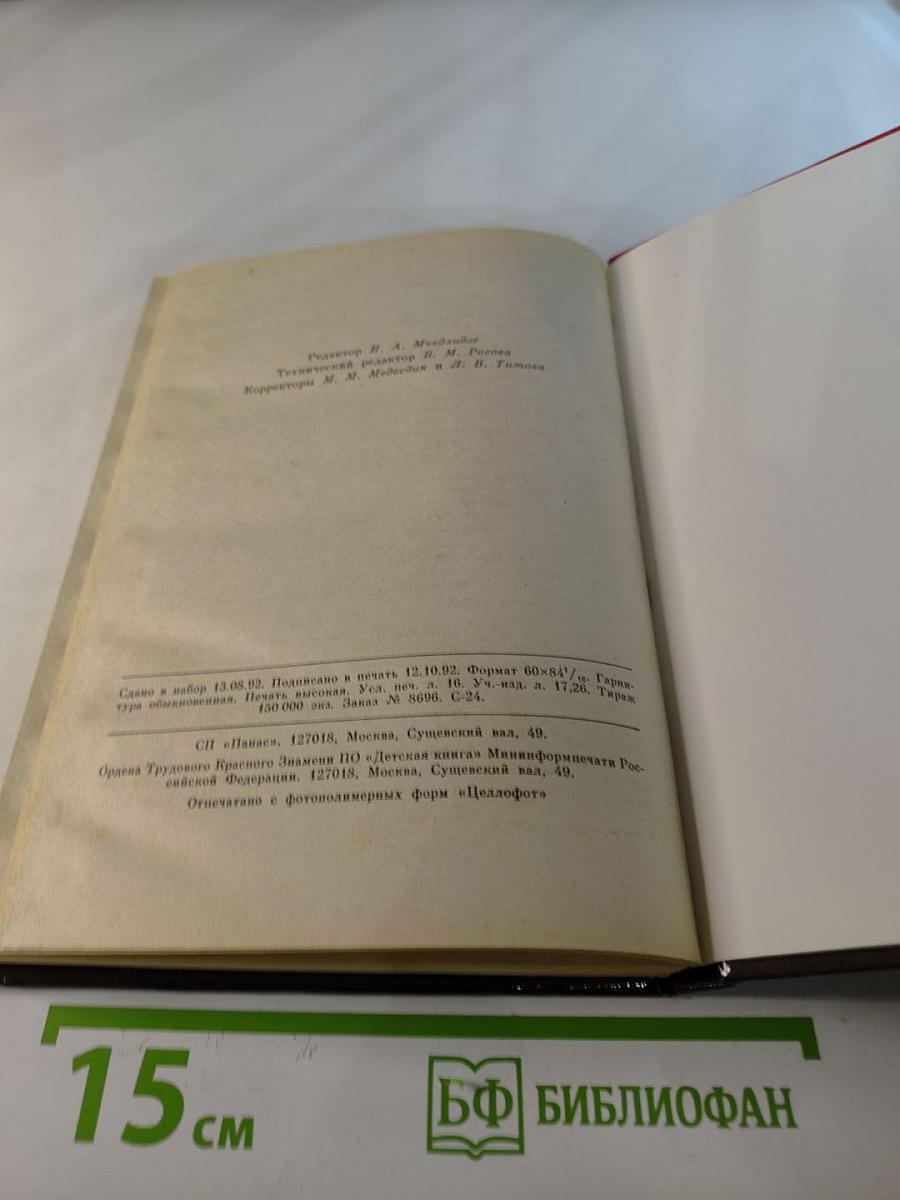 Редактор И. А. Мчедлидзе
Технический редактор В. М. Рогова
Корректоры М. М. Медведик и Л. В. Титова
Сдано в набор 13.08.92. Подписано в печать 12.10.92. Формат 60×84¹/₁₆. Гарни-
тура обыкновенная. Печать высокая. Усл. печ. л. 16. Уч.-изд. л. 17,26. Тираж
150 000 экз. Заказ № 8696. С-24.
СП «Панас». 127018, Москва, Сущевский вал, 49.
Ордена Трудового Красного Знамени ПО «Детская книга» Мининформпечати Рос-
сийской Федерации. 127018, Москва, Сущевский вал, 49.
Отпечатано с фотополимерных форм «Целлофот»
15 см
БФ БИБЛИОФАН